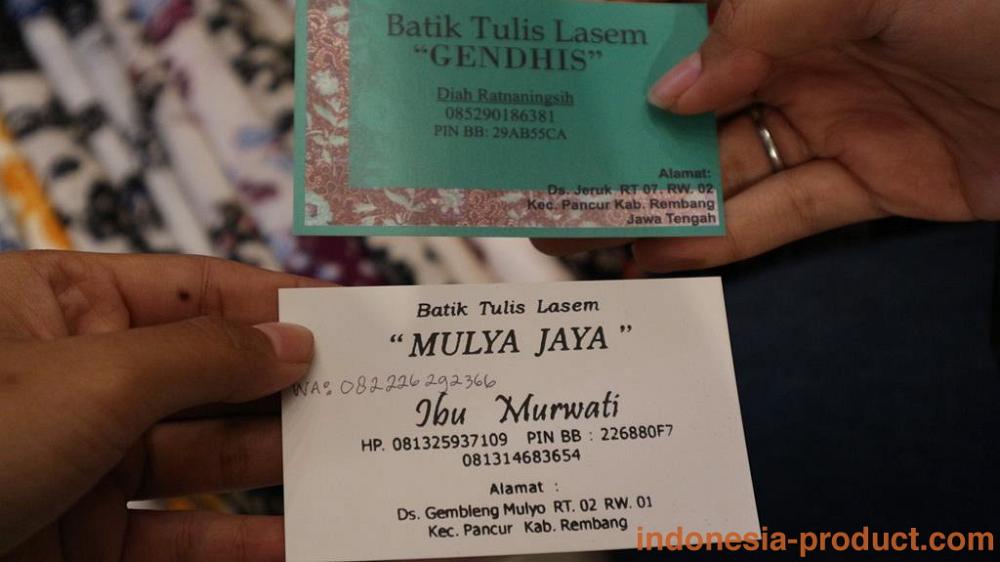 Batik Tulis Lasem
“GENDHIS”
Diah Ratnaningsih
085290186381
PIN BB: 29AB55CA
Alamat:
Ds. Jeruk RT 07. RW. 02
Kec. Pancur Kab. Rembang
Jawa Tengah
Batik Tulis Lasem
“MULYA JAYA”
WA: 082226292366
Ibu Murwati
HP. 081325937109 PIN BB : 226880F7
081314683654
Alamat :
Ds. Gembleng Mulyo RT. 02 RW. 01
Kec. Pancur Kab. Rembang
indonesia-product.com